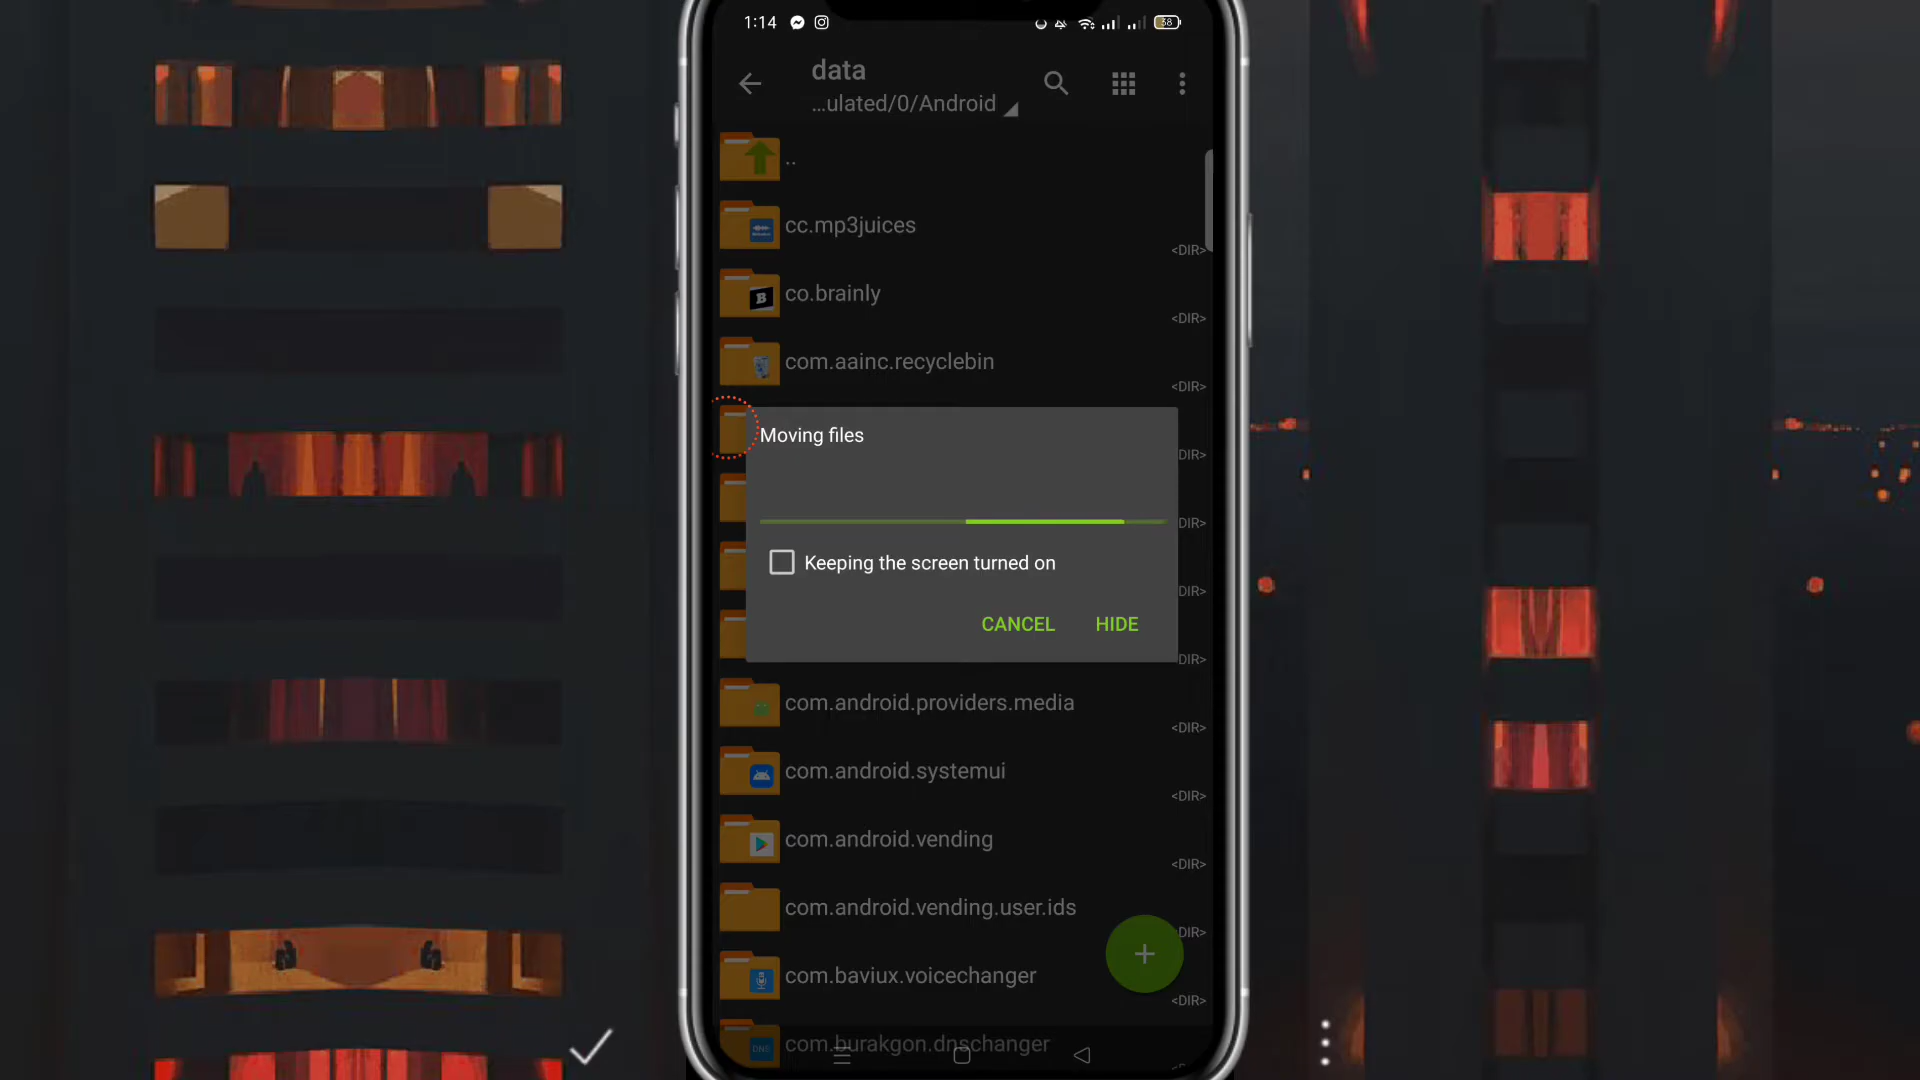 1:14
38
data
...ulated/0/Android
..
cc.mp3juices
<DIR>
co.brainly
<DIR>
com.aainc.recyclebin
<DIR>
Moving files
DIR>
DIR>
Keeping the screen turned on
DIR>
CANCEL HIDE
DIR>
com.android.providers.media
<DIR>
com.android.systemui
<DIR>
com.android.vending
<DIR>
com.android.vending.user.ids
DIR>
com.baviux.voicechanger
<DIR>
com.burakgon.dnschanger
DNS